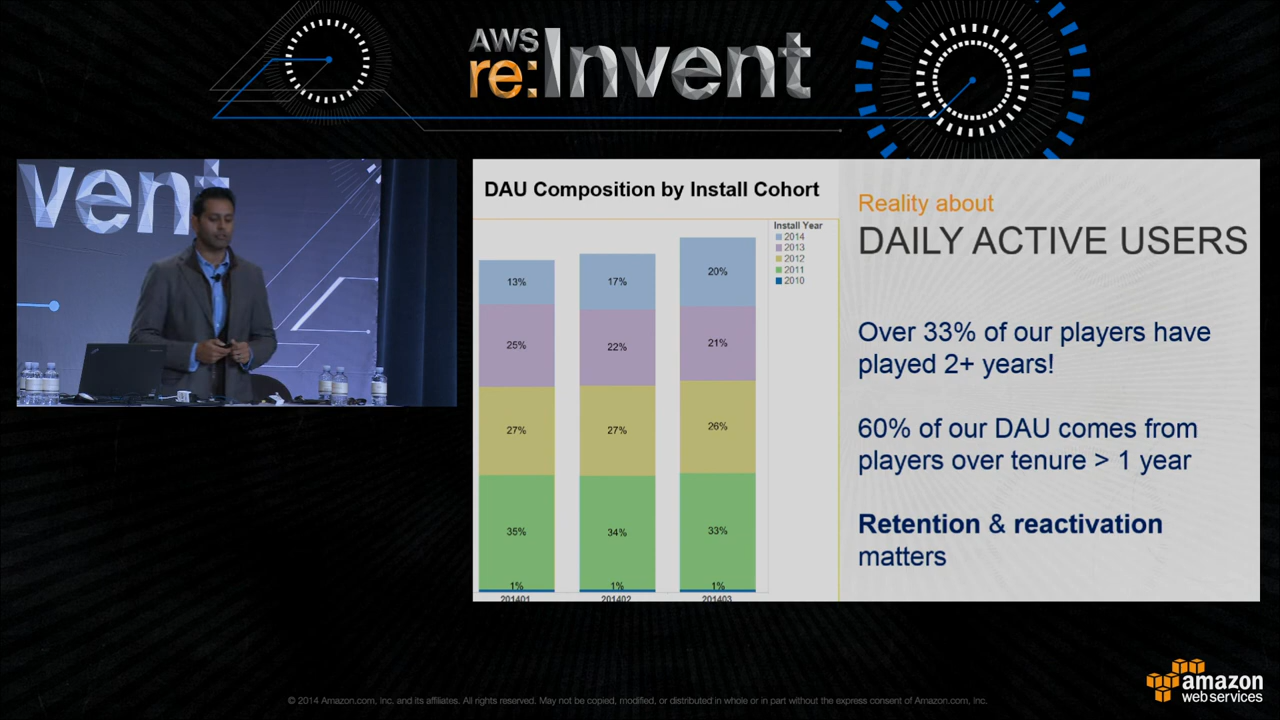 AWS
re:Invent
vent
DAU Composition by Install Cohort
Install Year
2014
2013
2012
2011
2010
13%
17%
20%
25%
22%
21%
27%
27%
26%
35%
34%
33%
1%
1%
1%
201401
201402
201403
Reality about
DAILY ACTIVE USERS
Over 33% of our players have
played 2+ years!
60% of our DAU comes from
players over tenure > 1 year
Retention & reactivation
matters
amazon
web services
© 2014 Amazon.com, Inc. and its affiliates. All rights reserved. May not be copied, modified, or distributed in whole or in part without the express consent of Amazon.com, Inc.